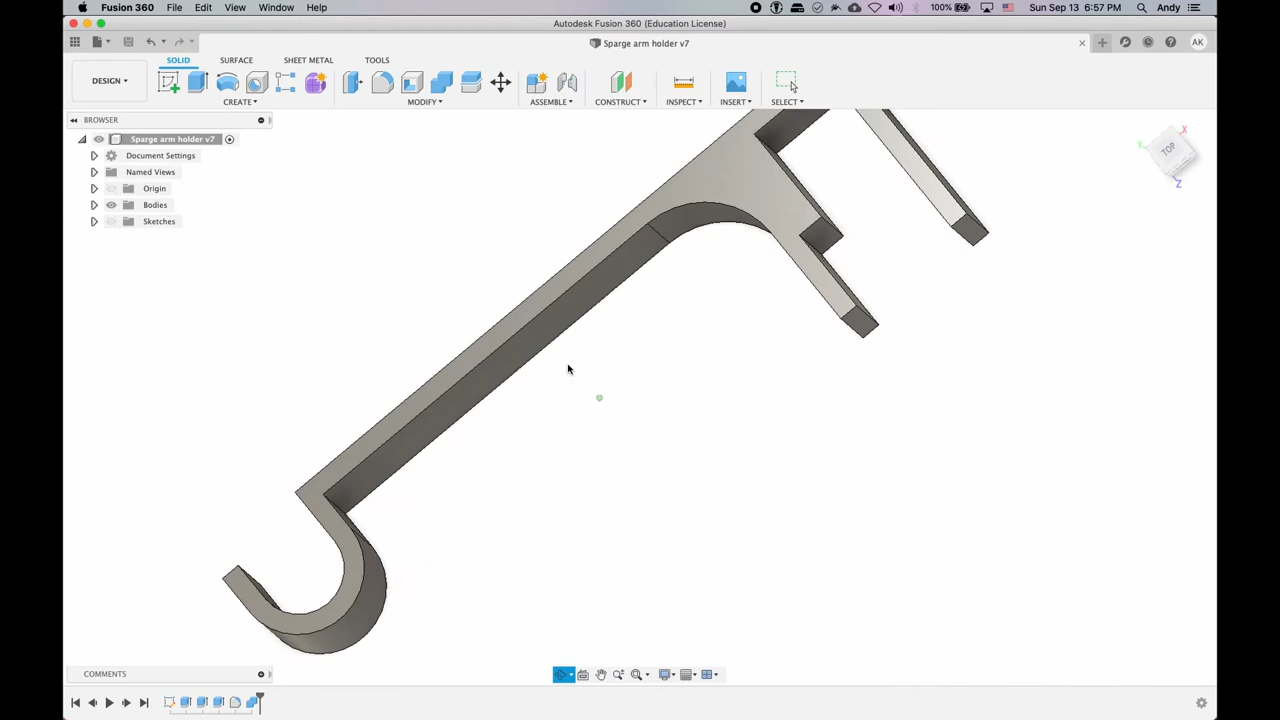 Fusion 360 File Edit View Window Help 100% Sun Sep 13 6:57 PM Andy
Autodesk Fusion 360 (Education License)
Sparge arm holder v7 AK
SOLID SURFACE SHEET METAL TOOLS
DESIGN
CREATE MODIFY ASSEMBLE CONSTRUCT INSPECT INSERT SELECT
BROWSER
Sparge arm holder v7
Document Settings
Named Views
Origin
Bodies
Sketches
TOP
X
Y
Z
COMMENTS